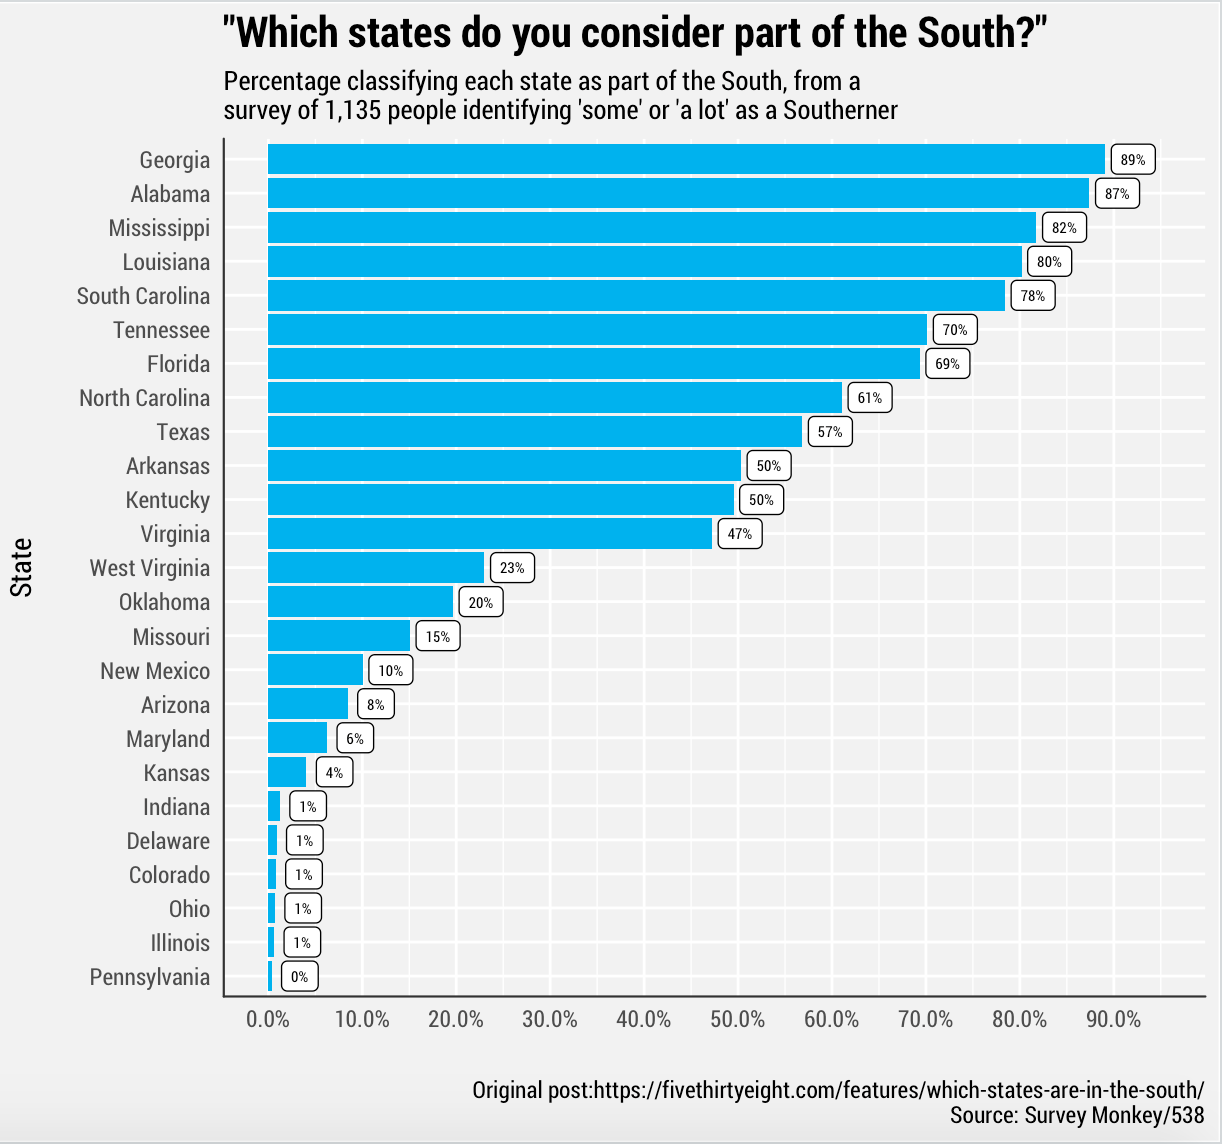 "Which states do you consider part of the South?"
Percentage classifying each state as part of the South, from a
survey of 1,135 people identifying 'some' or 'a lot' as a Southerner
State
Georgia 89%
Alabama 87%
Mississippi 82%
Louisiana 80%
South Carolina 78%
Tennessee 70%
Florida 69%
North Carolina 61%
Texas 57%
Arkansas 50%
Kentucky 50%
Virginia 47%
West Virginia 23%
Oklahoma 20%
Missouri 15%
New Mexico 10%
Arizona 8%
Maryland 6%
Kansas 4%
Indiana 1%
Delaware 1%
Colorado 1%
Ohio 1%
Illinois 1%
Pennsylvania 0%
0.0% 10.0% 20.0% 30.0% 40.0% 50.0% 60.0% 70.0% 80.0% 90.0%
Original post:https://fivethirtyeight.com/features/which-states-are-in-the-south/
Source: Survey Monkey/538